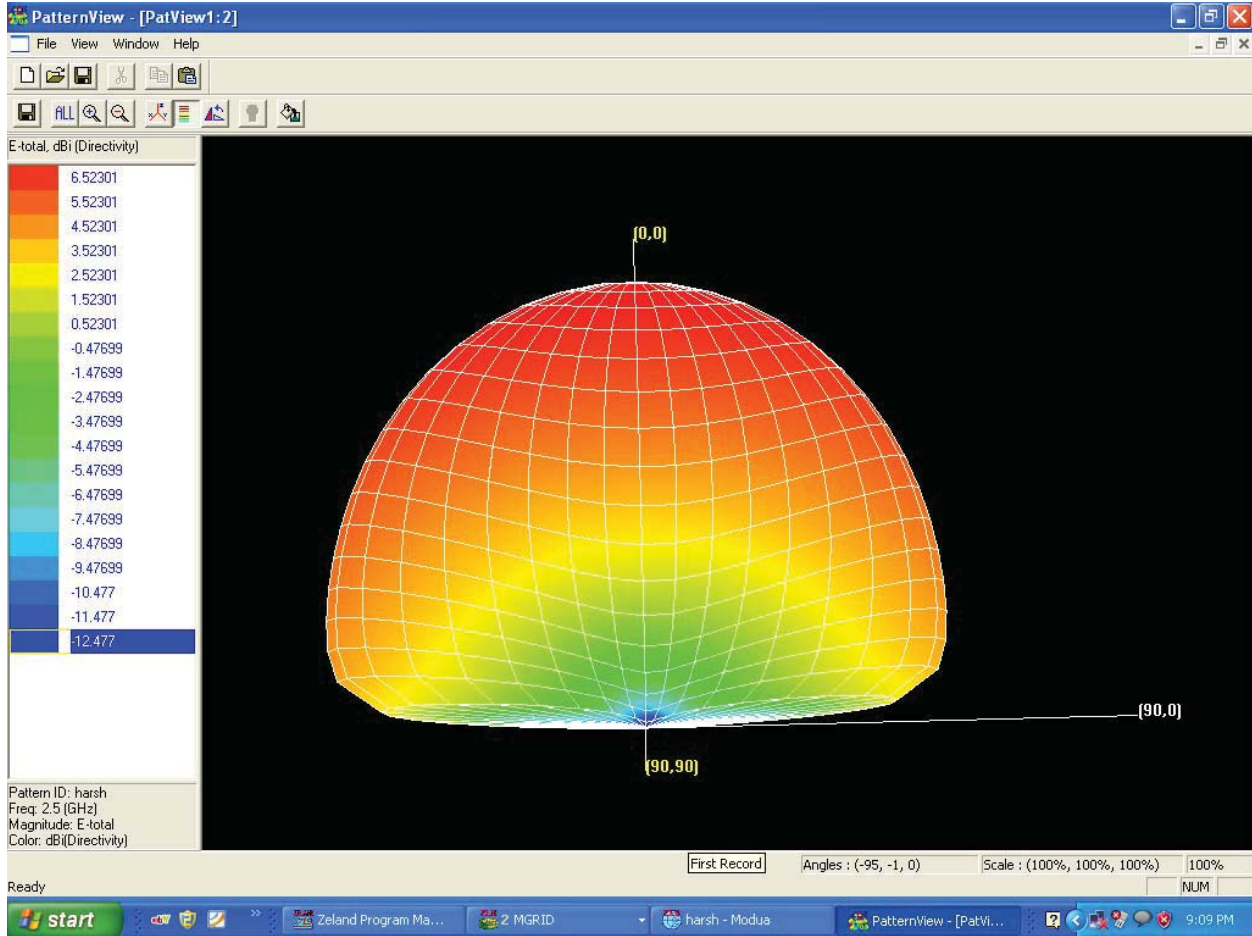 PatternView - [PatView1:2]
File View Window Help
ALL
E-total, dBi (Directivity)
6.52301
5.52301
4.52301
3.52301
2.52301
1.52301
0.52301
-0.47699
-1.47699
-2.47699
-3.47699
-4.47699
-5.47699
-6.47699
-7.47699
-8.47699
-9.47699
-10.477
-11.477
-12.477
(0,0)
(90,0)
(90,90)
Pattern ID: harsh
Freq: 2.5 (GHz)
Magnitude: E-total
Color: dBi(Directivity)
First Record
Angles : (-95, -1, 0)
Scale : (100%, 100%, 100%)
100%
Ready
NUM
start
Zeland Program Ma...
2 MGRID
harsh - Modua
PatternView - [PatVi...
9:09 PM